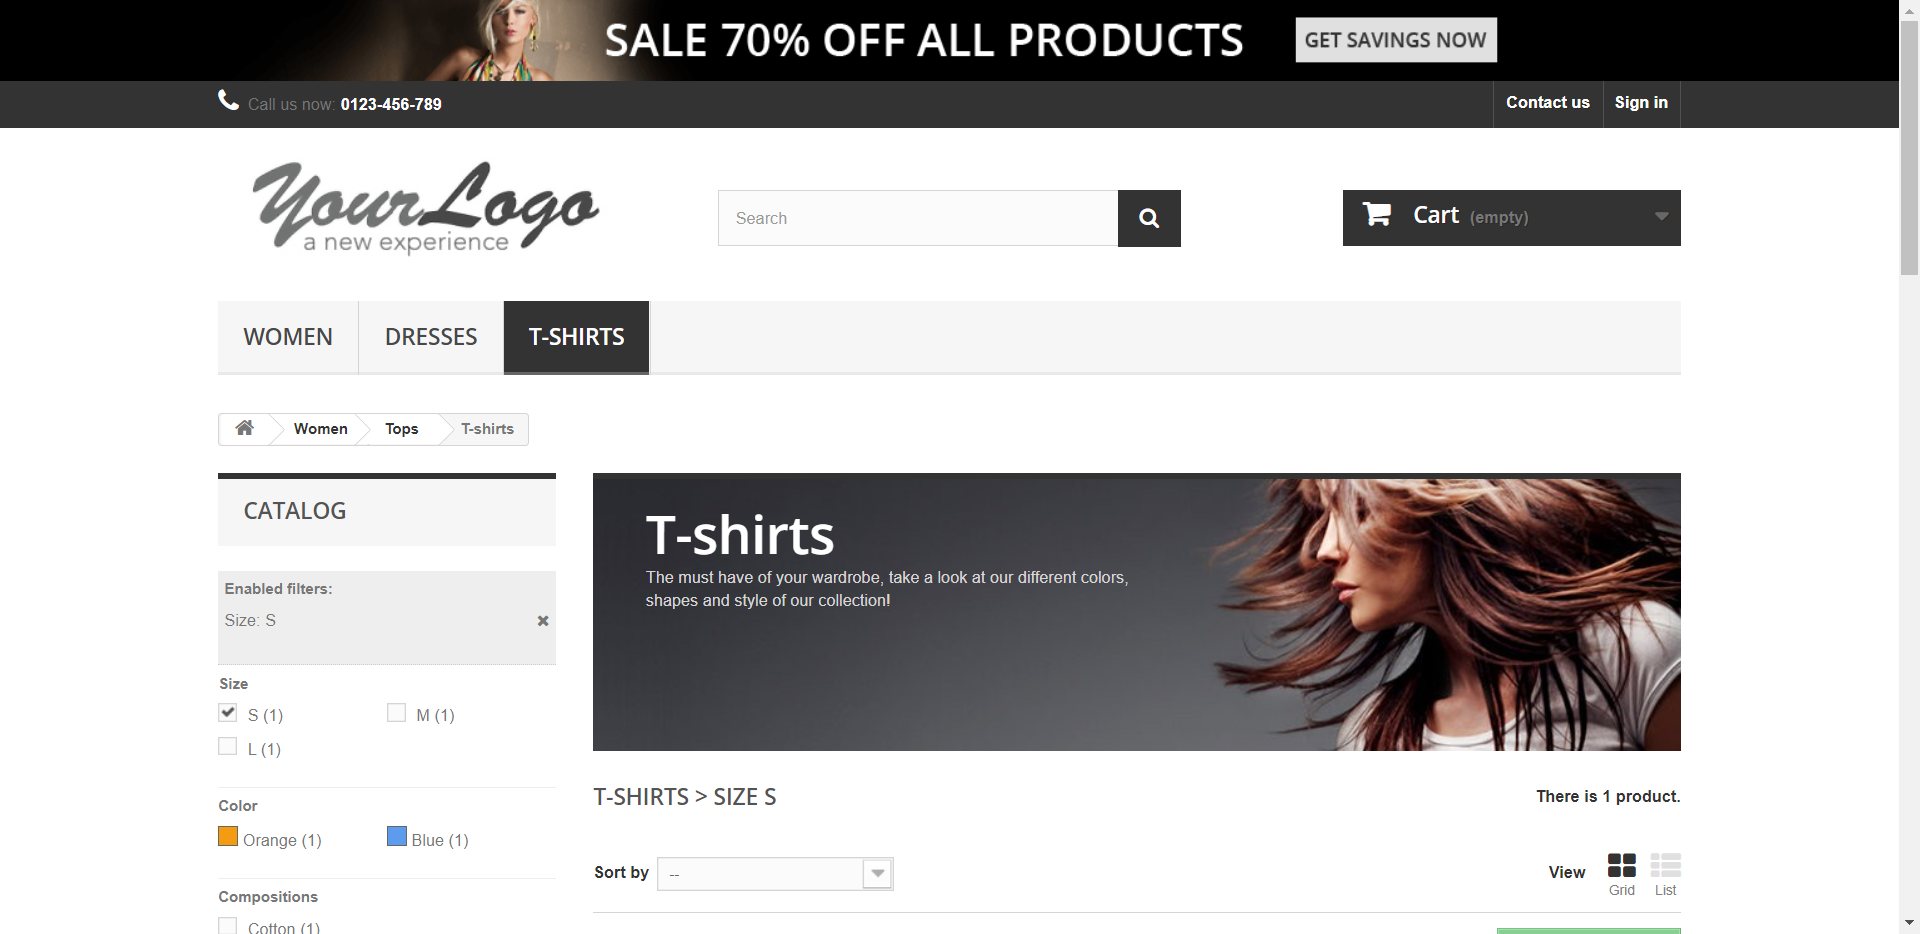 SALE 70% OFF ALL PRODUCTS GET SAVINGS NOW
Call us now: 0123-456-789 Contact us Sign in
YourLogo
a new experience
Search
Cart (empty)
WOMEN DRESSES T-SHIRTS
Women Tops T-shirts
CATALOG
Enabled filters:
Size: S
Size
S (1) M (1)
L (1)
Color
Orange (1) Blue (1)
Compositions
Cotton (1)
T-shirts
The must have of your wardrobe, take a look at our different colors,
shapes and style of our collection!
T-SHIRTS > SIZE S There is 1 product.
Sort by -- View
Grid List